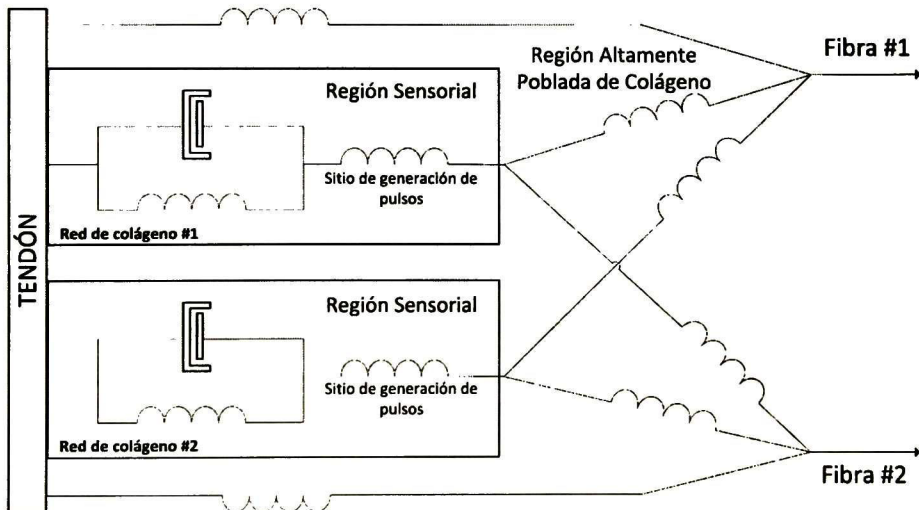 Región Altamente
Poblada de Colágeno
Fibra #1
Región Sensorial
Sitio de generación de
pulsos
Red de colágeno #1
TENDÓN
Región Sensorial
Sitio de generación de
pulsos
Red de colágeno #2
Fibra #2